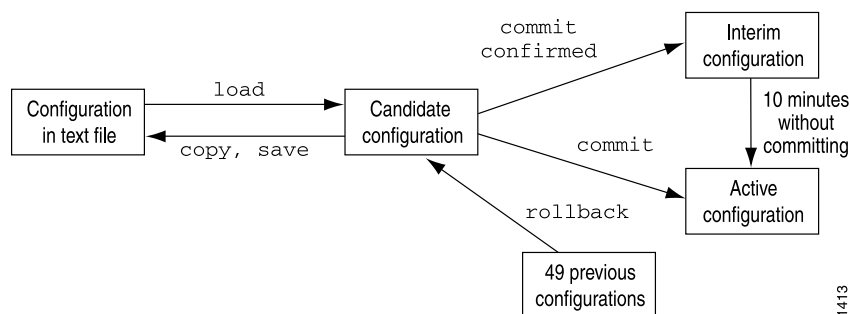 commit
confirmed
Interim
configuration
load
Configuration
in text file
Candidate
configuration
10 minutes
without
committing
copy, save
commit
Active
configuration
rollback
49 previous
configurations
1413